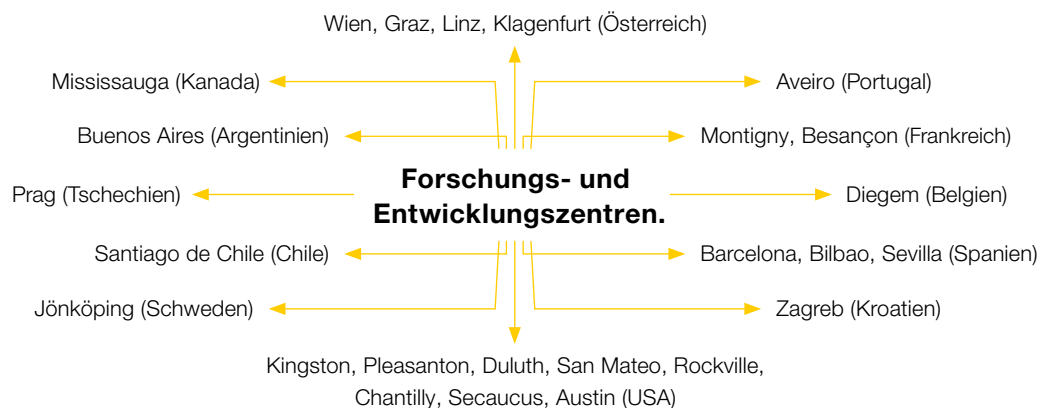 Wien, Graz, Linz, Klagenfurt (Österreich)
Mississauga (Kanada)
Aveiro (Portugal)
Buenos Aires (Argentinien)
Montigny, Besançon (Frankreich)
Forschungs- und
Entwicklungszentren.
Prag (Tschechien)
Diegem (Belgien)
Santiago de Chile (Chile)
Barcelona, Bilbao, Sevilla (Spanien)
Jönköping (Schweden)
Zagreb (Kroatien)
Kingston, Pleasanton, Duluth, San Mateo, Rockville,
Chantilly, Secaucus, Austin (USA)